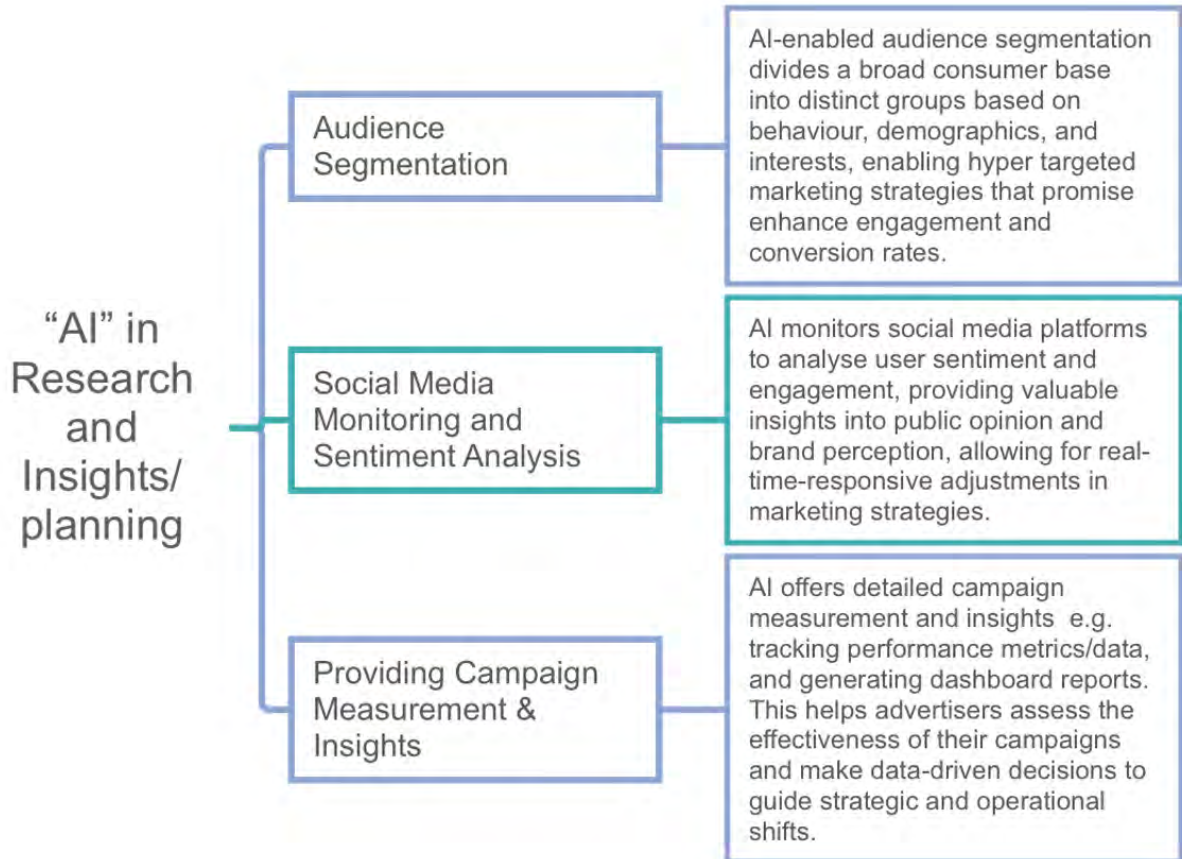 "AI" in
Research
and
Insights/
planning
Audience
Segmentation
AI-enabled audience segmentation
divides a broad consumer base
into distinct groups based on
behaviour, demographics, and
interests, enabling hyper targeted
marketing strategies that promise
enhance engagement and
conversion rates.
Social Media
Monitoring and
Sentiment Analysis
AI monitors social media platforms
to analyse user sentiment and
engagement, providing valuable
insights into public opinion and
brand perception, allowing for real-
time-responsive adjustments in
marketing strategies.
Providing Campaign
Measurement &
Insights
AI offers detailed campaign
measurement and insights  e.g.
tracking performance metrics/data,
and generating dashboard reports.
This helps advertisers assess the
effectiveness of their campaigns
and make data-driven decisions to
guide strategic and operational
shifts.